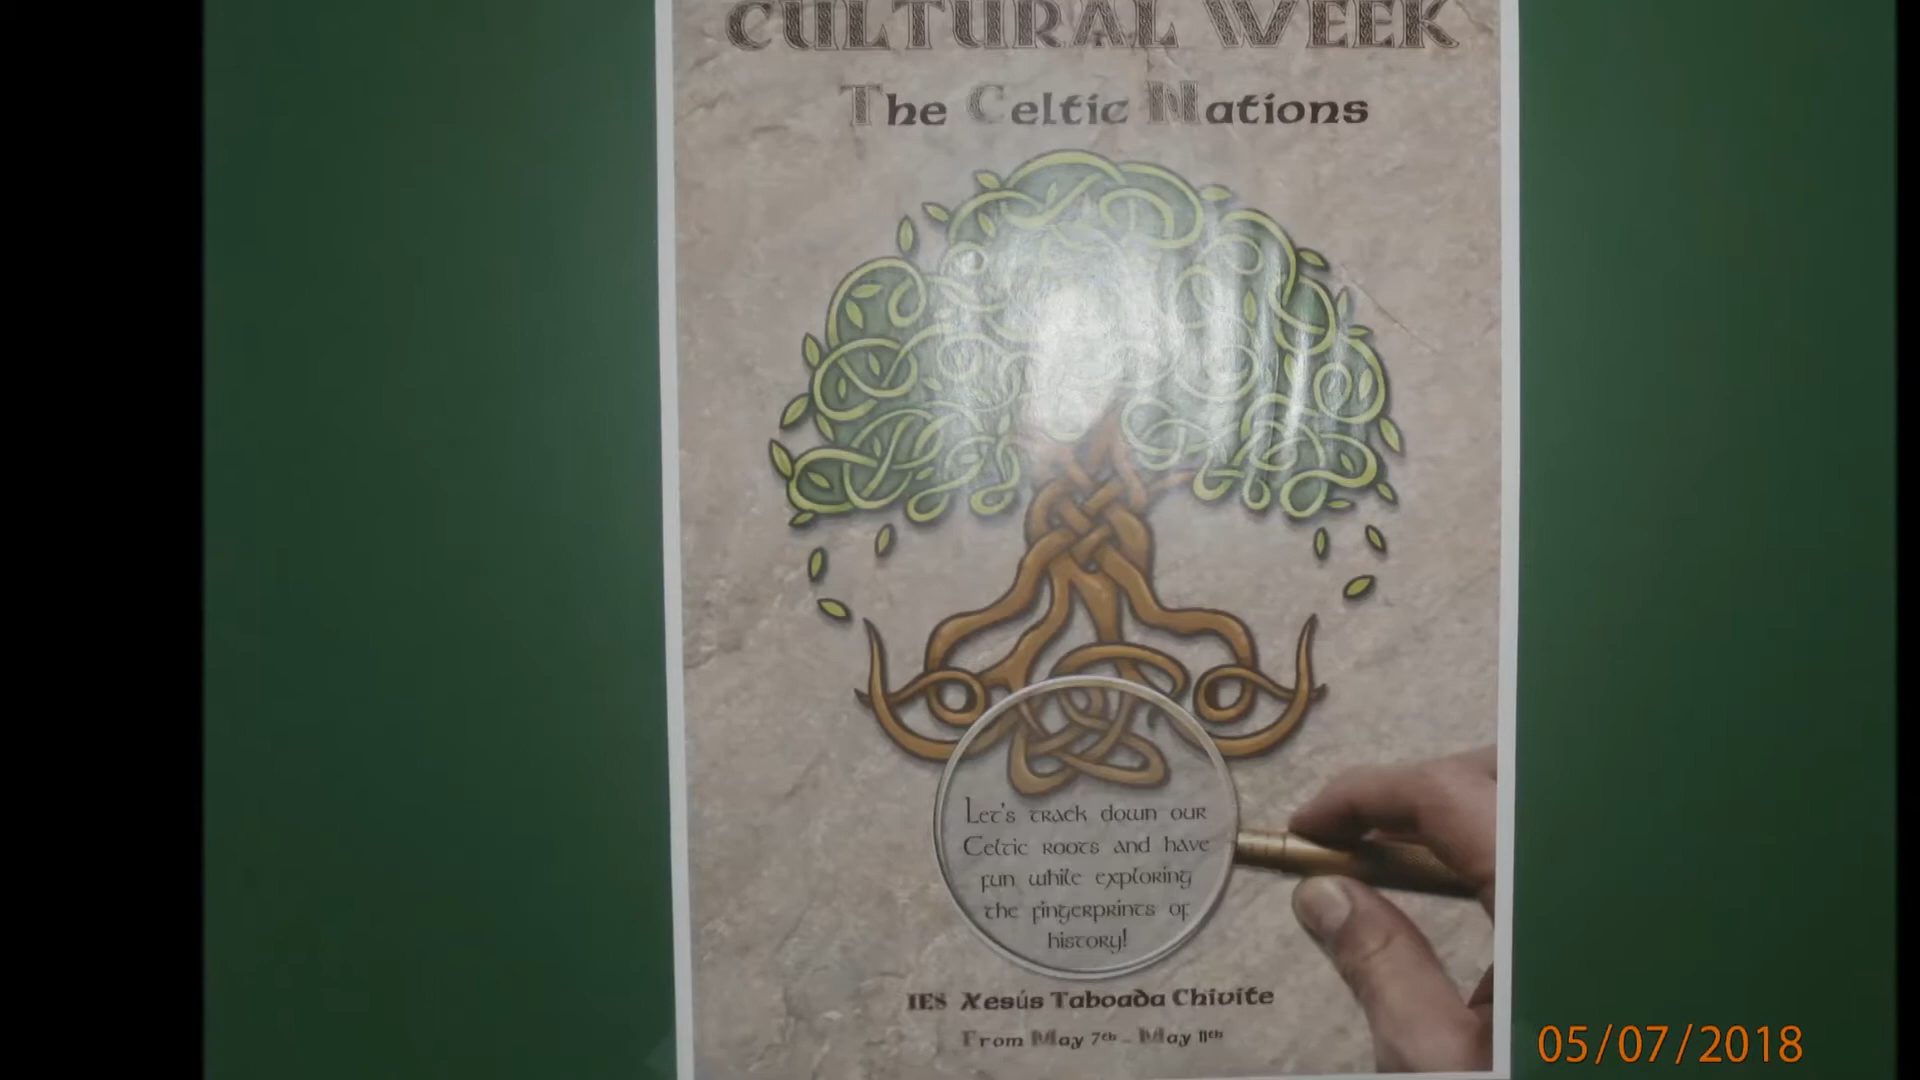 CULTURAL WEEK
The Celtic Nations
Let's track down our
Celtic roots and have
fun while exploring
the fingerprints of
history!
IES Xesús Taboada Chivite
From May 7th - May 11th
05/07/2018